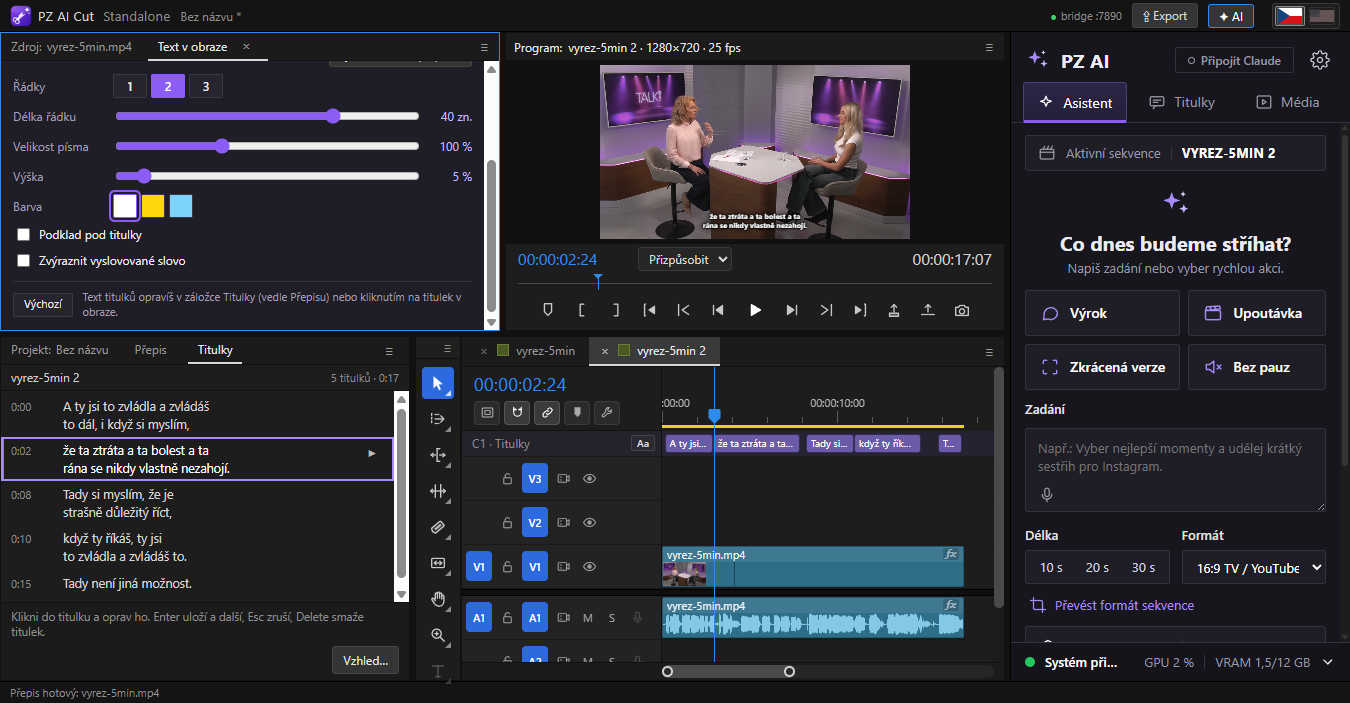 PZ AI Cut Standalone Bez názvu *
bridge :7890 Export AI
Zdroj: vyrez-5min.mp4 Text v obraze
Řádky 1 2 3
Délka řádku 40 zn.
Velikost písma 100 %
Výška 5 %
Barva
Podklad pod titulky
Zvýraznit vyslovované slovo
Výchozí
Text titulků opravíš v záložce Titulky (vedle Přepisu) nebo kliknutím na titulek v
obraze.
Program: vyrez-5min 2 · 1280×720 · 25 fps
TALK!
že ta ztráta a ta bolest a ta
rána se nikdy vlastně nezahojí.
00:00:02:24 Přizpůsobit 00:00:17:07
Projekt: Bez názvu Přepis Titulky
vyrez-5min 2 5 titulků · 0:17
0:00 A ty jsi to zvládla a zvládáš
to dál, i když si myslím,
0:02 že ta ztráta a ta bolest a ta
rána se nikdy vlastně nezahojí.
0:08 Tady si myslím, že je
strašně důležitý říct,
0:10 když ty říkáš, ty jsi
to zvládla a zvládáš to.
0:15 Tady není jiná možnost.
Klikni do titulku a oprav ho. Enter uloží a další, Esc zruší, Delete smaže
titulek.
Vzhled...
vyrez-5min vyrez-5min 2
00:00:02:24
:00:00 00:00:10:00
C1 · Titulky Aa A ty jsi... že ta ztráta a ta... Tady si... když ty řík... T...
V3
V2
V1 V1 vyrez-5min.mp4 fx
A1 A1 M S vyrez-5min.mp4 fx
A2 M S
Přepis hotový: vyrez-5min.mp4
PZ AI Připojit Claude
Asistent Titulky Média
Aktivní sekvence VYREZ-5MIN 2
Co dnes budeme stříhat?
Napiš zadání nebo vyber rychlou akci.
Výrok Upoutávka
Zkrácená verze Bez pauz
Zadání
Např.: Vyber nejlepší momenty a udělej krátký
sestřih pro Instagram.
Délka Formát
10 s 20 s 30 s 16:9 TV / YouTube
Převést formát sekvence
Systém při... GPU 2 % VRAM 1,5/12 GB